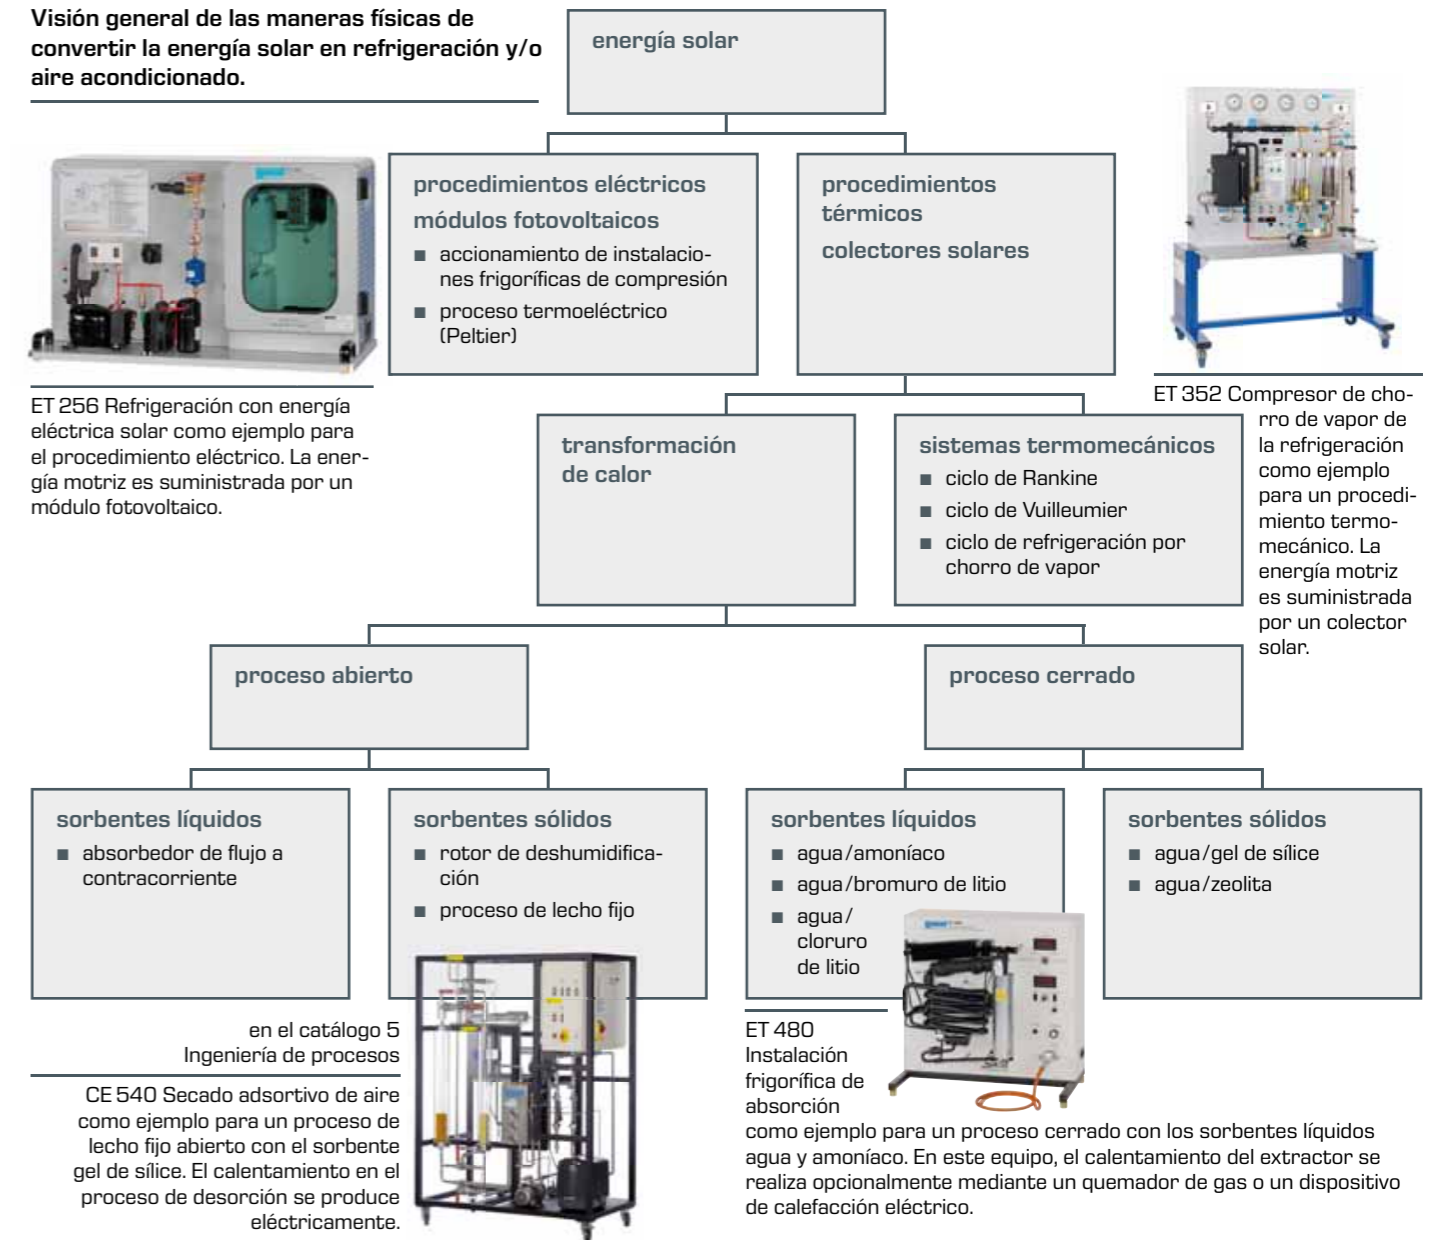 Visión general de las maneras físicas de
convertir la energía solar en refrigeración y/o
aire acondicionado.
energía solar
procedimientos eléctricos
módulos fotovoltaicos
■ accionamiento de instalacio-
nes frigoríficas de compresión
■ proceso termoeléctrico
(Peltier)
procedimientos
térmicos
colectores solares
ET 256 Refrigeración con energía
eléctrica solar como ejemplo para
el procedimiento eléctrico. La ener-
gía motriz es suministrada por un
módulo fotovoltaico.
transformación
de calor
sistemas termomecánicos
■ ciclo de Rankine
■ ciclo de Vuilleumier
■ ciclo de refrigeración por
chorro de vapor
ET 352 Compresor de cho-
rro de vapor de
la refrigeración
como ejemplo
para un procedi-
miento termo-
mecánico. La
energía motriz
es suministrada
por un colector
solar.
proceso abierto
proceso cerrado
sorbentes líquidos
■ absorbedor de flujo a
contracorriente
sorbentes sólidos
■ rotor de deshumidifica-
ción
■ proceso de lecho fijo
sorbentes líquidos
■ agua/amoníaco
■ agua/bromuro de litio
■ agua/
cloruro
de litio
sorbentes sólidos
■ agua/gel de sílice
■ agua/zeolita
en el catálogo 5
Ingeniería de procesos
CE 540 Secado adsortivo de aire
como ejemplo para un proceso de
lecho fijo abierto con el sorbente
gel de sílice. El calentamiento en el
proceso de desorción se produce
eléctricamente.
ET 480
Instalación
frigorífica de
absorción
como ejemplo para un proceso cerrado con los sorbentes líquidos
agua y amoníaco. En este equipo, el calentamiento del extractor se
realiza opcionalmente mediante un quemador de gas o un dispositivo
de calefacción eléctrico.